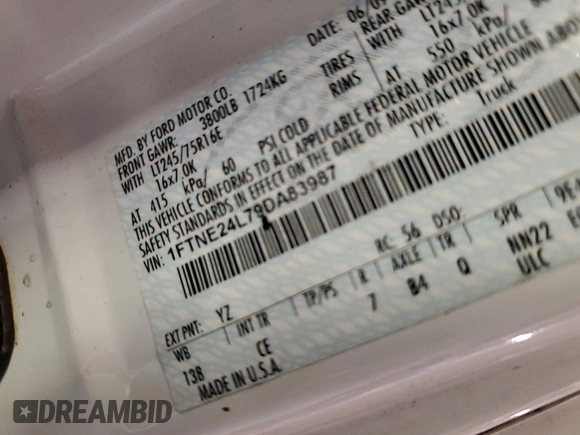 MFD. BY FORD MOTOR CO.
DATE: 06/09
FRONT GAWR: 3800LB 1724KG
REAR GAWR
WITH LT245/75R16E TIRES
WITH LT245/
16x7.0K RIMS
16x7.0K
AT 415 kPa/ 60 PSI COLD
AT 550 kPa/
THIS VEHICLE CONFORMS TO ALL APPLICABLE FEDERAL MOTOR VEHICLE
SAFETY STANDARDS IN EFFECT ON THE DATE OF MANUFACTURE SHOWN ABOVE
VIN: 1FTNE24L79DA83987
TYPE: Truck
EXT PNT: YZ RC: 56 DSO:
WB INT TR TP/PS R AXLE TR SPR
138 CE 7 B4 Q NN22
ULC
MADE IN U.S.A.
DREAMBID